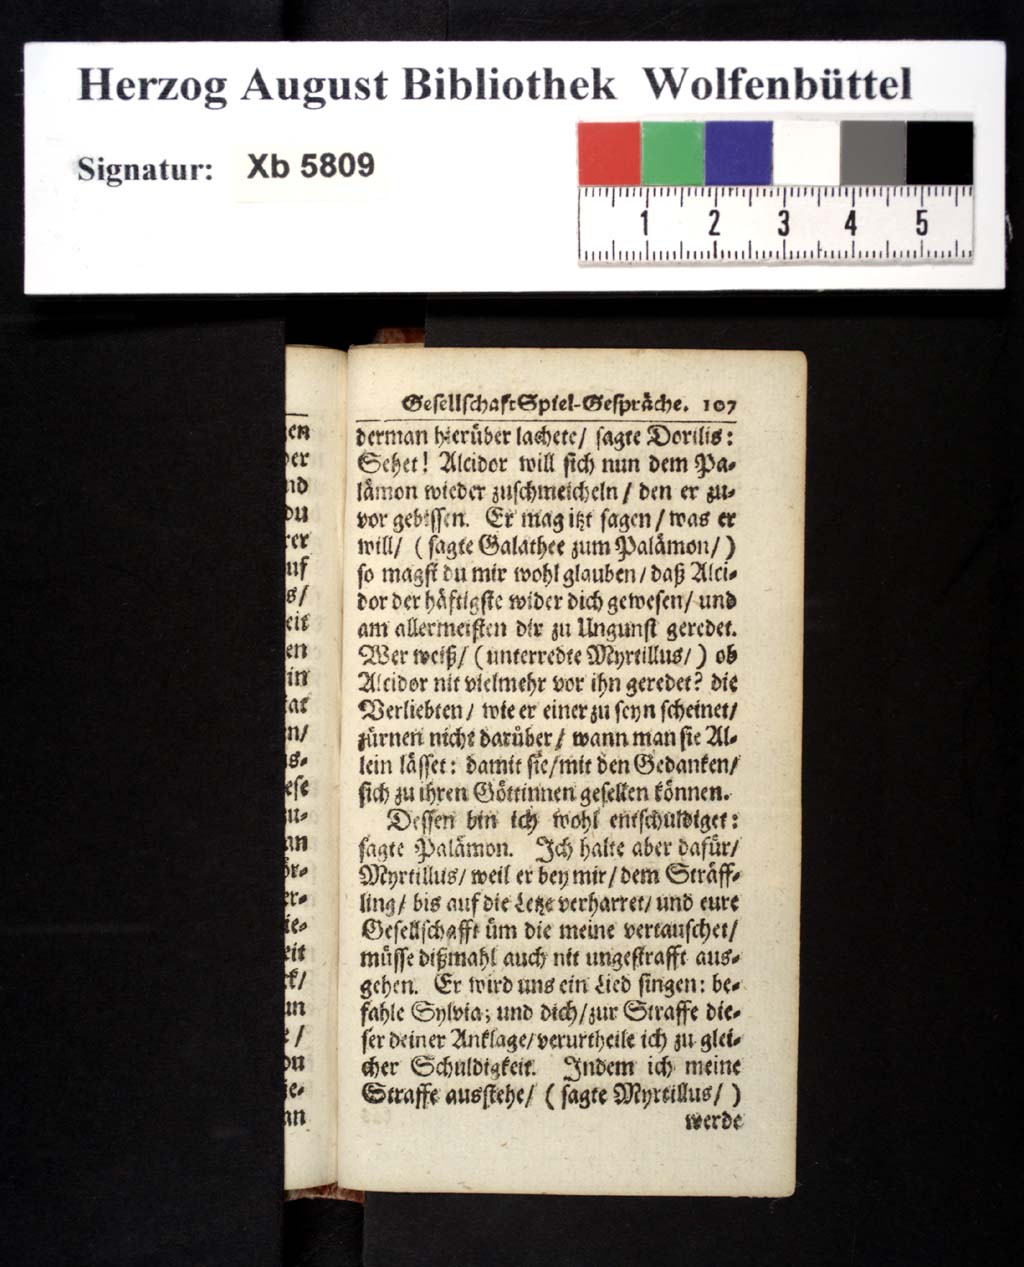 Herzog August Bibliothek Wolfenbüttel
Signatur: Xb 5809
1 2 3 4 5
GesellschaftSpiel-Gespräche. 107
derman hierüber lachete/ sagte Dorilis:
Sehet! Alcidor will sich nun dem Pa-
lämon wieder zuschmeicheln/ den er zu-
vor gebissen. Er mag itzt sagen/ was er
will/ (sagte Galathee zum Palämon/)
so magst du mir wohl glauben/ daß Alci-
dor der häftigste wider dich gewesen/ und
am allermeisten dir zu Ungunst geredet.
Wer weiß/ (unterredte Myrtillus/) ob
Alcidor nit vielmehr vor ihn geredet? die
Verliebten/ wie er einer zu seyn scheinet/
zürnen nicht darüber/ wann man sie Al-
lein lässet: damit sie/ mit den Gedanken/
sich zu ihren Göttinnen gesellen können.
Dessen bin ich wohl entschuldiget:
sagte Palämon. Ich halte aber dafür/
Myrtillus/ weil er bey mir/ dem Sträff-
ling/ bis auf die Letze verharret/ und eure
Gesellschafft üm die meine vertauschet/
müsse dißmahl auch nit ungestrafft aus-
gehen. Er wird uns ein Lied singen: be-
fahle Sylvia; und dich/ zur Straffe die-
ser deiner Anklage/ verurtheile ich zu glei-
cher Schuldigkeit. Indem ich meine
Straffe ausstehe/ (sagte Myrtillus/)
werde